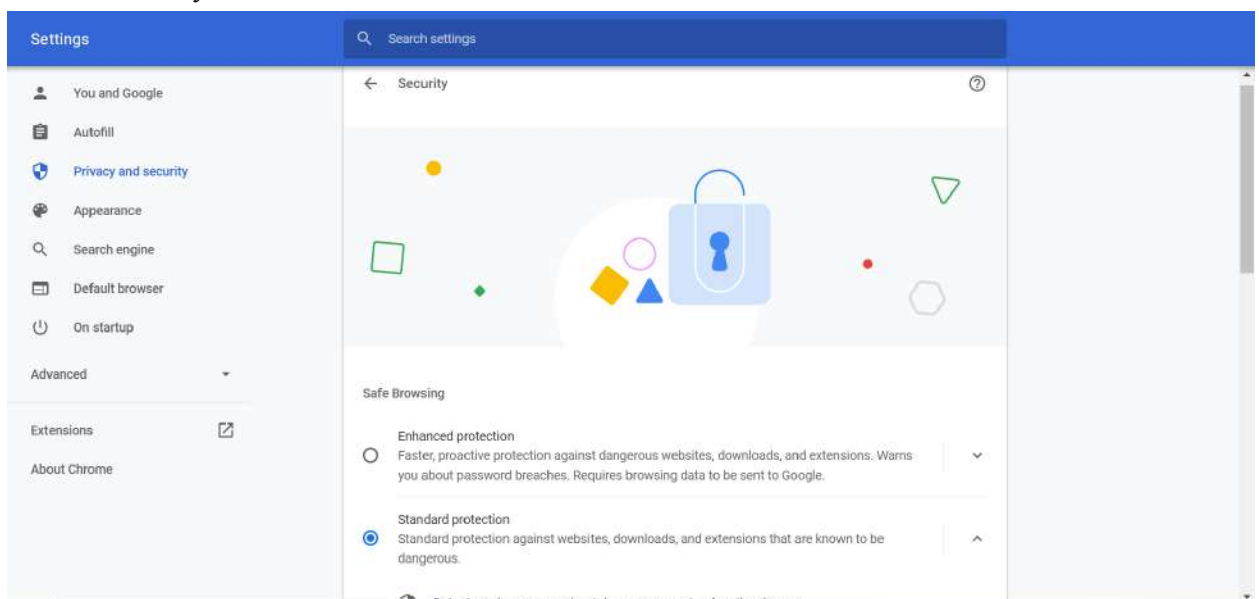 Settings
Search settings
You and Google
Autofill
Privacy and security
Appearance
Search engine
Default browser
On startup
Advanced
Extensions
About Chrome
Security
Safe Browsing
Enhanced protection
Faster, proactive protection against dangerous websites, downloads, and extensions. Warns
you about password breaches. Requires browsing data to be sent to Google.
Standard protection
Standard protection against websites, downloads, and extensions that are known to be
dangerous.